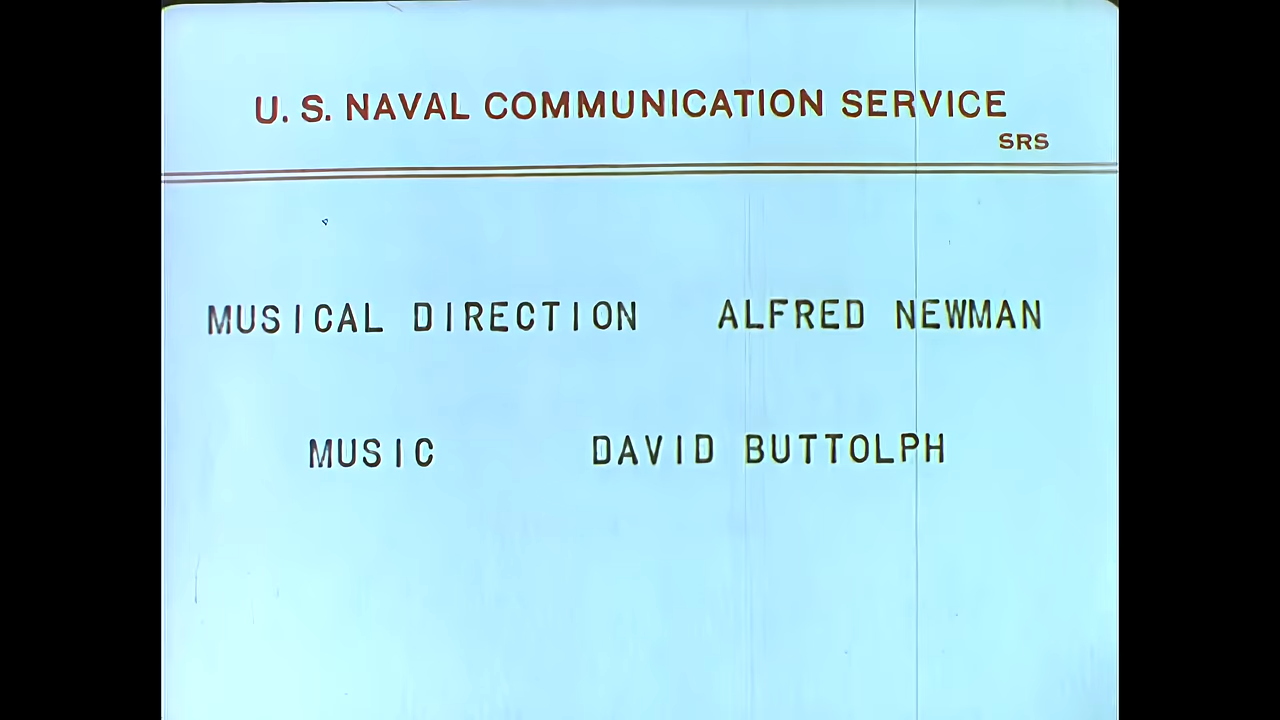 U. S. NAVAL COMMUNICATION SERVICE
SRS
MUSICAL DIRECTION ALFRED NEWMAN
MUSIC DAVID BUTTOLPH